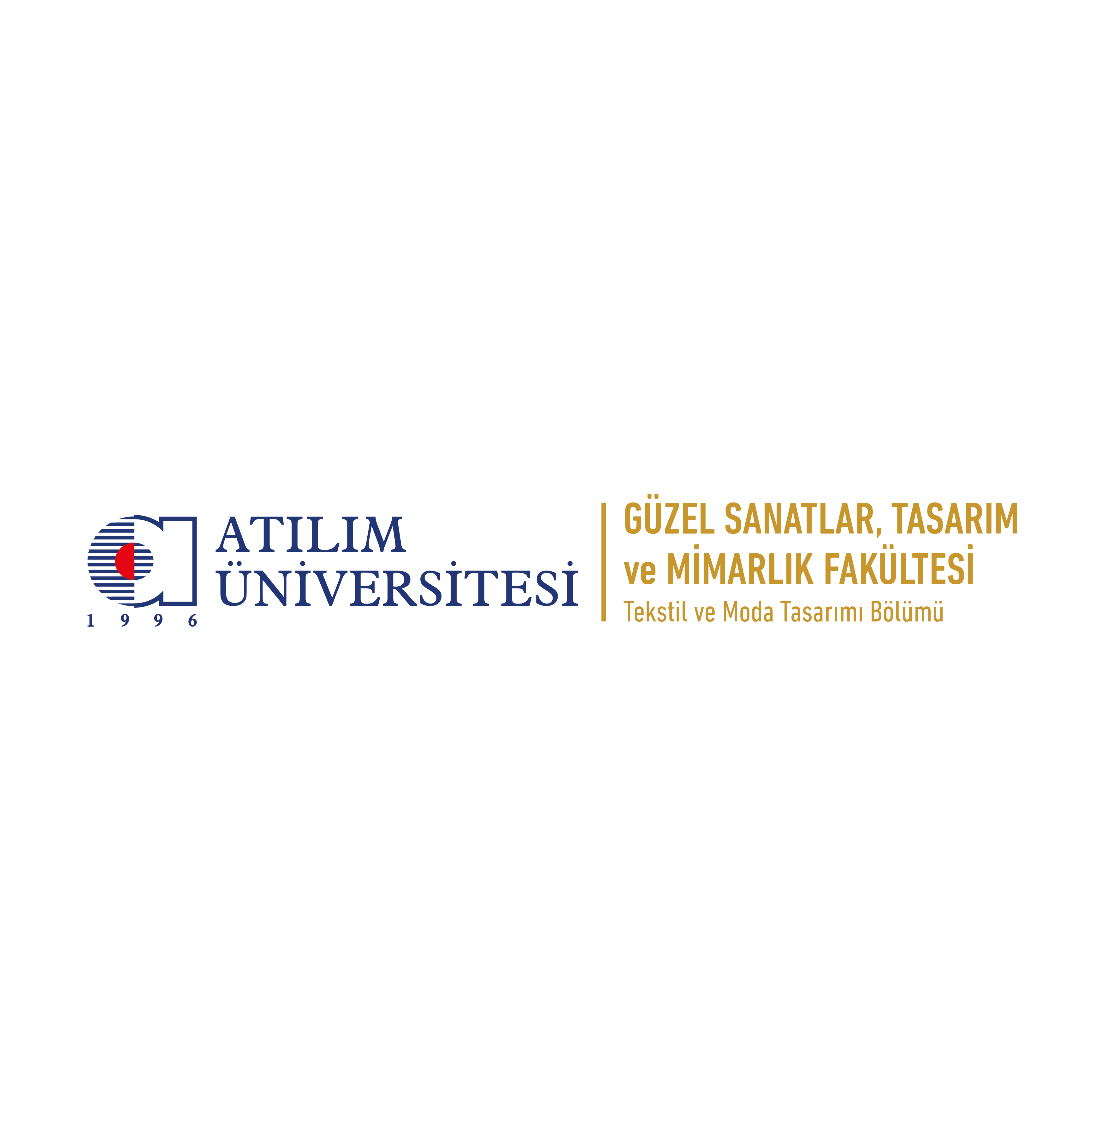 ATILIM
ÜNİVERSİTESİ
1 9 9 6
GÜZEL SANATLAR, TASARIM
ve MİMARLIK FAKÜLTESİ
Tekstil ve Moda Tasarımı Bölümü